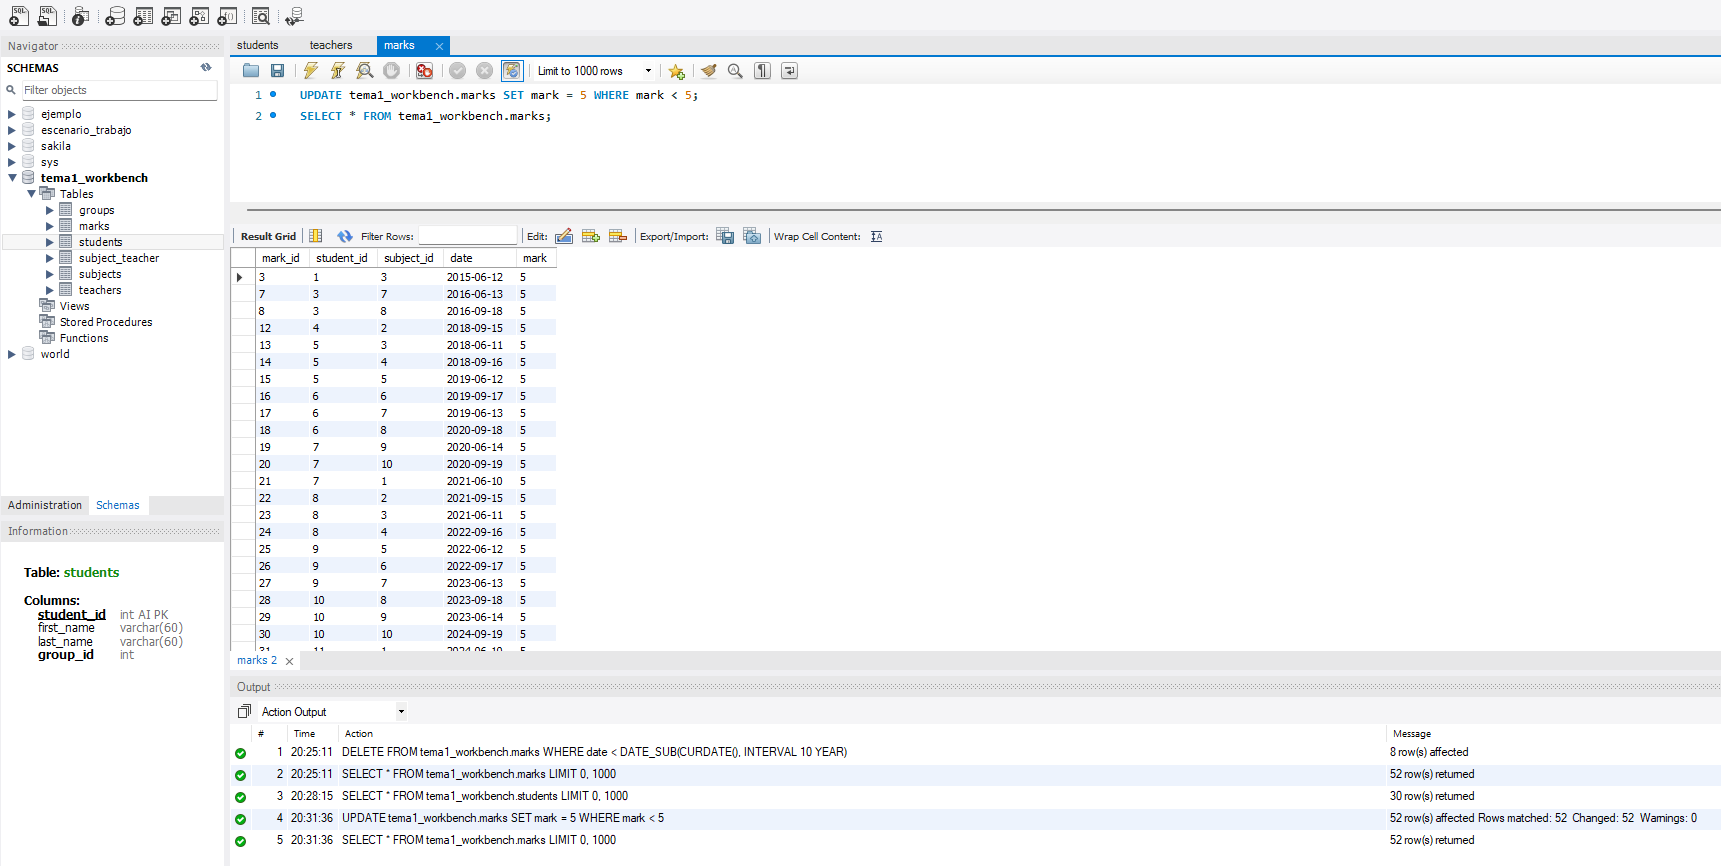 Navigator
SCHEMAS
Filter objects
ejemplo
escenario_trabajo
sakila
sys
tema1_workbench
Tables
groups
marks
students
subject_teacher
subjects
teachers
Views
Stored Procedures
Functions
world
Administration Schemas
Information
Table: students
Columns:
student_id int AI PK
first_name varchar(60)
last_name varchar(60)
group_id int
students teachers marks
Limit to 1000 rows
1 UPDATE tema1_workbench.marks SET mark = 5 WHERE mark < 5;
2 SELECT * FROM tema1_workbench.marks;
Result Grid Filter Rows: Edit: Export/Import: Wrap Cell Content:
mark_id student_id subject_id date mark
3 1 3 2015-06-12 5
7 3 7 2016-06-13 5
8 3 8 2016-09-18 5
12 4 2 2018-09-15 5
13 5 3 2018-06-11 5
14 5 4 2018-09-16 5
15 5 5 2019-06-12 5
16 6 6 2019-09-17 5
17 6 7 2019-06-13 5
18 6 8 2020-09-18 5
19 7 9 2020-06-14 5
20 7 10 2020-09-19 5
21 7 1 2021-06-10 5
22 8 2 2021-09-15 5
23 8 3 2021-06-11 5
24 8 4 2022-09-16 5
25 9 5 2022-06-12 5
26 9 6 2022-09-17 5
27 9 7 2023-06-13 5
28 10 8 2023-09-18 5
29 10 9 2023-06-14 5
30 10 10 2024-09-19 5
marks 2
Output
Action Output
# Time Action Message
1 20:25:11 DELETE FROM tema1_workbench.marks WHERE date < DATE_SUB(CURDATE(), INTERVAL 10 YEAR) 8 row(s) affected
2 20:25:11 SELECT * FROM tema1_workbench.marks LIMIT 0, 1000 52 row(s) returned
3 20:28:15 SELECT * FROM tema1_workbench.students LIMIT 0, 1000 30 row(s) returned
4 20:31:36 UPDATE tema1_workbench.marks SET mark = 5 WHERE mark < 5 52 row(s) affected Rows matched: 52 Changed: 52 Warnings: 0
5 20:31:36 SELECT * FROM tema1_workbench.marks LIMIT 0, 1000 52 row(s) returned